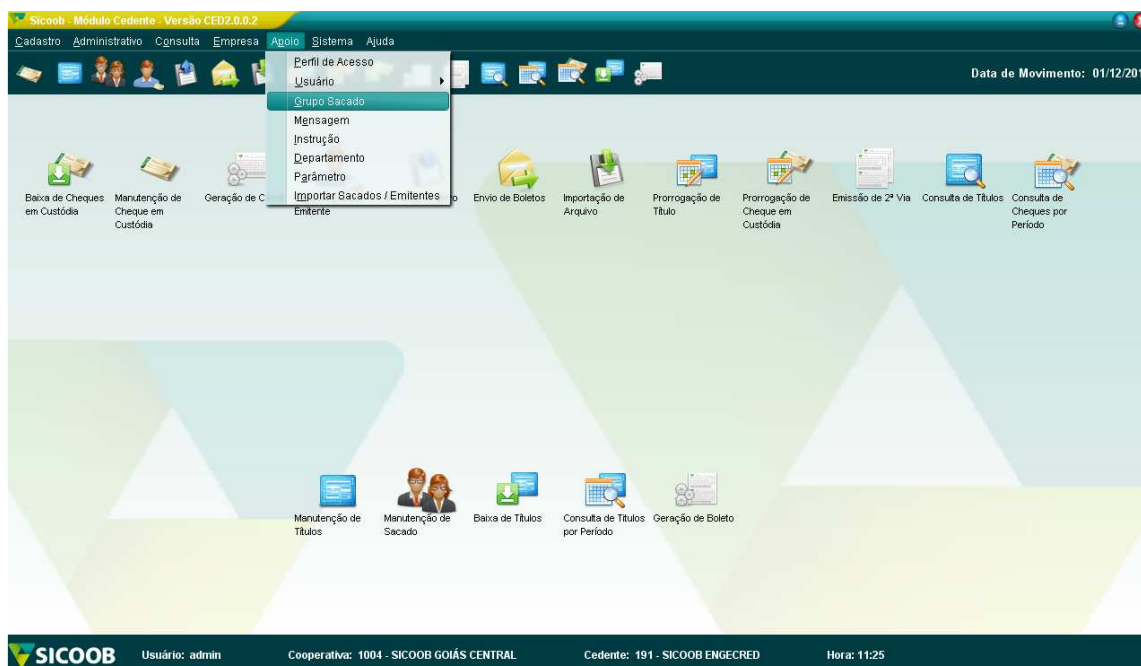 Sicoob - Módulo Cedente - Versão CED2.0.0.2
Cadastro Administrativo Consulta Empresa Apoio Sistema Ajuda
Data de Movimento: 01/12/201
Perfil de Acesso
Usuário
Grupo Sacado
Mensagem
Instrução
Departamento
Parâmetro
Importar Sacados / Emitentes
Baixa de Cheques
em Custódia
Manutenção de
Cheque em
Custódia
Geração de C
Emitente
Envio de Boletos
Importação de
Arquivo
Prorrogação de
Título
Prorrogação de
Cheque em
Custódia
Emissão de 2ª Via
Consulta de Títulos
Consulta de
Cheques por
Período
Manutenção de
Títulos
Manutenção de
Sacado
Baixa de Títulos
Consulta de Títulos
por Período
Geração de Boleto
SICOOB
Usuário: admin
Cooperativa: 1004 - SICOOB GOIÁS CENTRAL
Cedente: 191 - SICOOB ENGECRED
Hora: 11:25